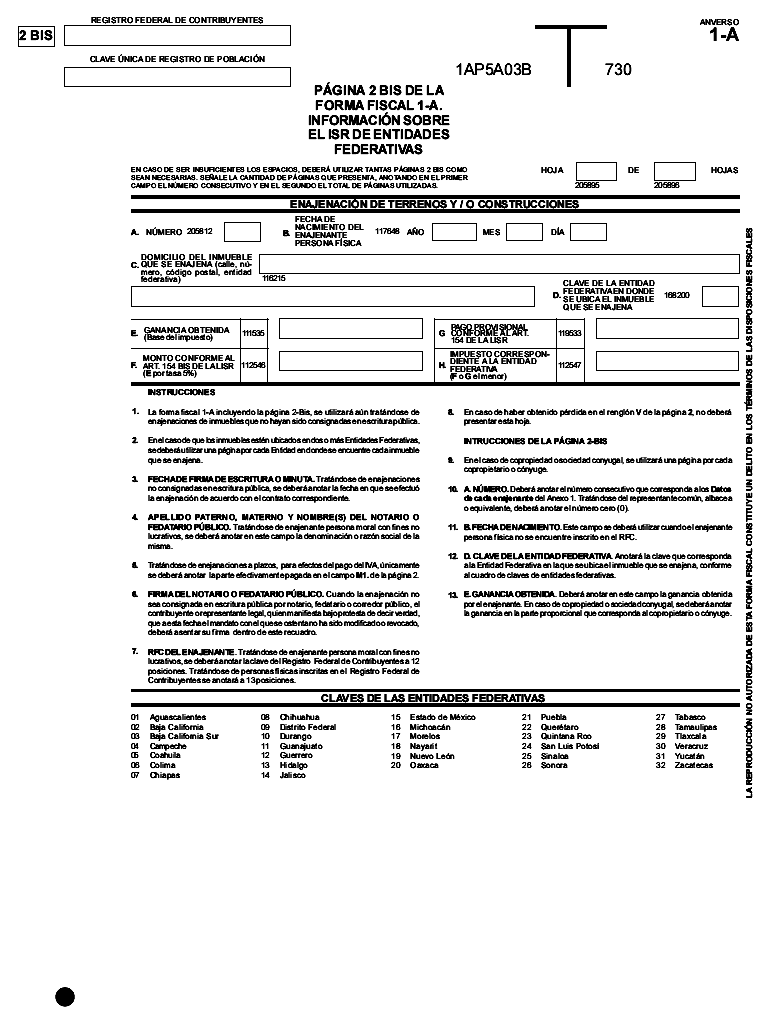 REGISTRO FEDERAL DE CONTRIBUYENTES
ANVERSO
2 BIS
1-A
CLAVE ÚNICA DE REGISTRO DE POBLACIÓN
1AP5A03B
730
PÁGINA 2 BIS DE LA
FORMA FISCAL 1-A.
INFORMACIÓN SOBRE
EL ISR DE ENTIDADES
FEDERATIVAS
EN CASO DE SER INSUFICIENTES LOS ESPACIOS, DEBERÁ UTILIZAR TANTAS PÁGINAS 2 BIS COMO
SEAN NECESARIAS. SEÑALE LA CANTIDAD DE PÁGINAS QUE PRESENTA, ANOTANDO EN EL PRIMER
CAMPO EL NÚMERO CONSECUTIVO Y EN EL SEGUNDO EL TOTAL DE PÁGINAS UTILIZADAS.
HOJA
DE
HOJAS
205895
205896
ENAJENACIÓN DE TERRENOS Y / O CONSTRUCCIONES
A. NÚMERO 205812
B. FECHA DE
NACIMIENTO DEL
ENAJENANTE
PERSONA FÍSICA
117648 AÑO
MES
DÍA
C. DOMICILIO DEL INMUEBLE
QUE SE ENAJENA (calle, nú-
mero, código postal, entidad
federativa)
116215
D. CLAVE DE LA ENTIDAD
FEDERATIVA EN DONDE
SE UBICA EL INMUEBLE
QUE SE ENAJENA
168200
E. GANANCIA OBTENIDA
(Base del impuesto)
111535
G PAGO PROVISIONAL
CONFORME AL ART.
154 DE LA LISR
119533
F. MONTO CONFORME AL
ART. 154 BIS DE LA LISR
(E por tasa 5%)
112546
H. IMPUESTO CORRESPON-
DIENTE A LA ENTIDAD
FEDERATIVA
(F o G el menor)
112547
INSTRUCCIONES
1. La forma fiscal 1-A incluyendo la página 2-Bis, se utilizará aún tratándose de
enajenaciones de inmuebles que no hayan sido consignadas en escritura pública.
2. En el caso de que los inmuebles estén ubicados en dos o más Entidades Federativas,
se deberá utilizar una página por cada Entidad en donde se encuentre cada inmueble
que se enajena.
3. FECHA DE FIRMA DE ESCRITURA O MINUTA. Tratándose de enajenaciones
no consignadas en escritura pública, se deberá anotar la fecha en que se efectuó
la enajenación de acuerdo con el contrato correspondiente.
4. APELLIDO PATERNO, MATERNO Y NOMBRE(S) DEL NOTARIO O
FEDATARIO PÚBLICO. Tratándose de enajenante persona moral con fines no
lucrativos, se deberá anotar en este campo la denominación o razón social de la
misma.
5. Tratándose de enajenaciones a plazos, para efectos del pago del IVA, únicamente
se deberá anotar la parte efectivamente pagada en el campo M1. de la página 2.
6. FIRMA DEL NOTARIO O FEDATARIO PÚBLICO. Cuando la enajenación no
sea consignada en escritura pública por notario, fedatario o corredor público, el
contribuyente o representante legal, quien manifiesta bajo protesta de decir verdad,
que a esta fecha el mandato con el que se ostentan o ha sido modificado o revocado,
deberá asentar su firma dentro de este recuadro.
7. RFC DEL ENAJENANTE. Tratándose de enajenante persona moral con fines no
lucrativos, se deberá anotar la clave del Registro Federal de Contribuyentes a 12
posiciones. Tratándose de personas físicas inscritas en el Registro Federal de
Contribuyentes se anotará a 13 posiciones.
8. En caso de haber obtenido pérdida en el renglón V de la página 2, no deberá
presentar esta hoja.
INTRUCCIONES DE LA PÁGINA 2-BIS
9. En el caso de copropiedad o sociedad conyugal, se utilizará una página por cada
copropietario o cónyuge.
10. A. NÚMERO. Deberá anotar el número consecutivo que corresponda a los Datos
de cada enajenante del Anexo 1. Tratándose del representante común, albacea
o equivalente, deberá anotar el número cero (0).
11. B. FECHA DE NACIMIENTO. Este campo se deberá utilizar cuando el enajenante
persona física no se encuentre inscrito en el RFC.
12. D. CLAVE DE LA ENTIDAD FEDERATIVA. Anotará la clave que corresponda
a la Entidad Federativa en la que se ubica el inmueble que se enajena, conforme
al cuadro de claves de entidades federativas.
13. E. GANANCIA OBTENIDA. Deberá anotar en este campo la ganancia obtenida
por el enajenante. En caso de copropiedad o sociedad conyugal, se deberá anotar
la ganancia en la parte proporcional que corresponda al copropietario o cónyuge.
CLAVES DE LAS ENTIDADES FEDERATIVAS
01 Aguascalientes
02 Baja California
03 Baja California Sur
04 Campeche
05 Coahuila
06 Colima
07 Chiapas
08 Chihuahua
09 Distrito Federal
10 Durango
11 Guanajuato
12 Guerrero
13 Hidalgo
14 Jalisco
15 Estado de México
16 Michoacán
17 Morelos
18 Nayarit
19 Nuevo León
20 Oaxaca
21 Puebla
22 Querétaro
23 Quintana Roo
24 San Luis Potosí
25 Sinaloa
26 Sonora
27 Tabasco
28 Tamaulipas
29 Tlaxcala
30 Veracruz
31 Yucatán
32 Zacatecas
LA REPRODUCCIÓN NO AUTORIZADA DE ESTA FORMA FISCAL CONSTITUYE UN DELITO EN LOS TÉRMINOS DE LAS DISPOSICIONES FISCALES